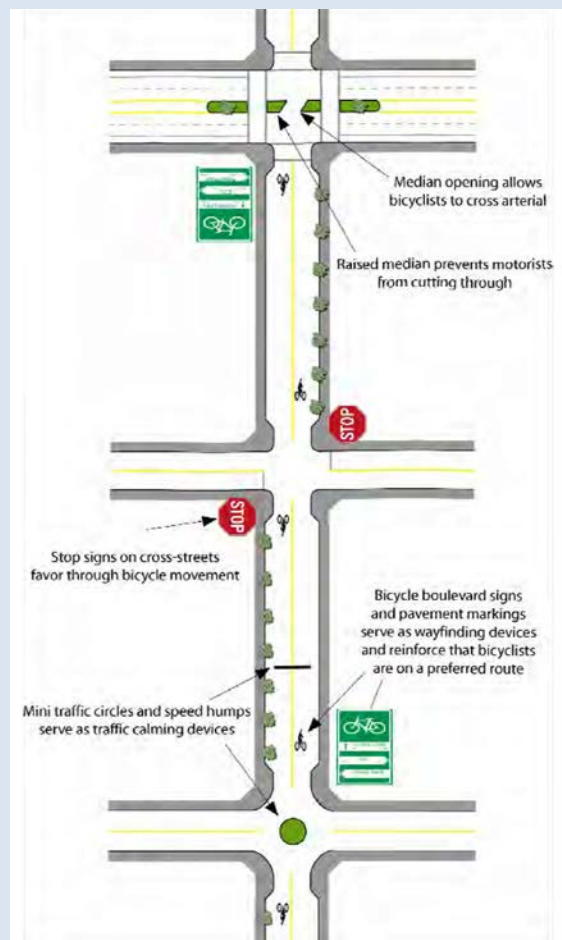 Median opening allows
bicyclists to cross arterial
Raised median prevents motorists
from cutting through
STOP
STOP
Stop signs on cross-streets
favor through bicycle movement
Bicycle boulevard signs
and pavement markings
serve as wayfinding devices
and reinforce that bicyclists
are on a preferred route
Mini traffic circles and speed humps
serve as traffic calming devices